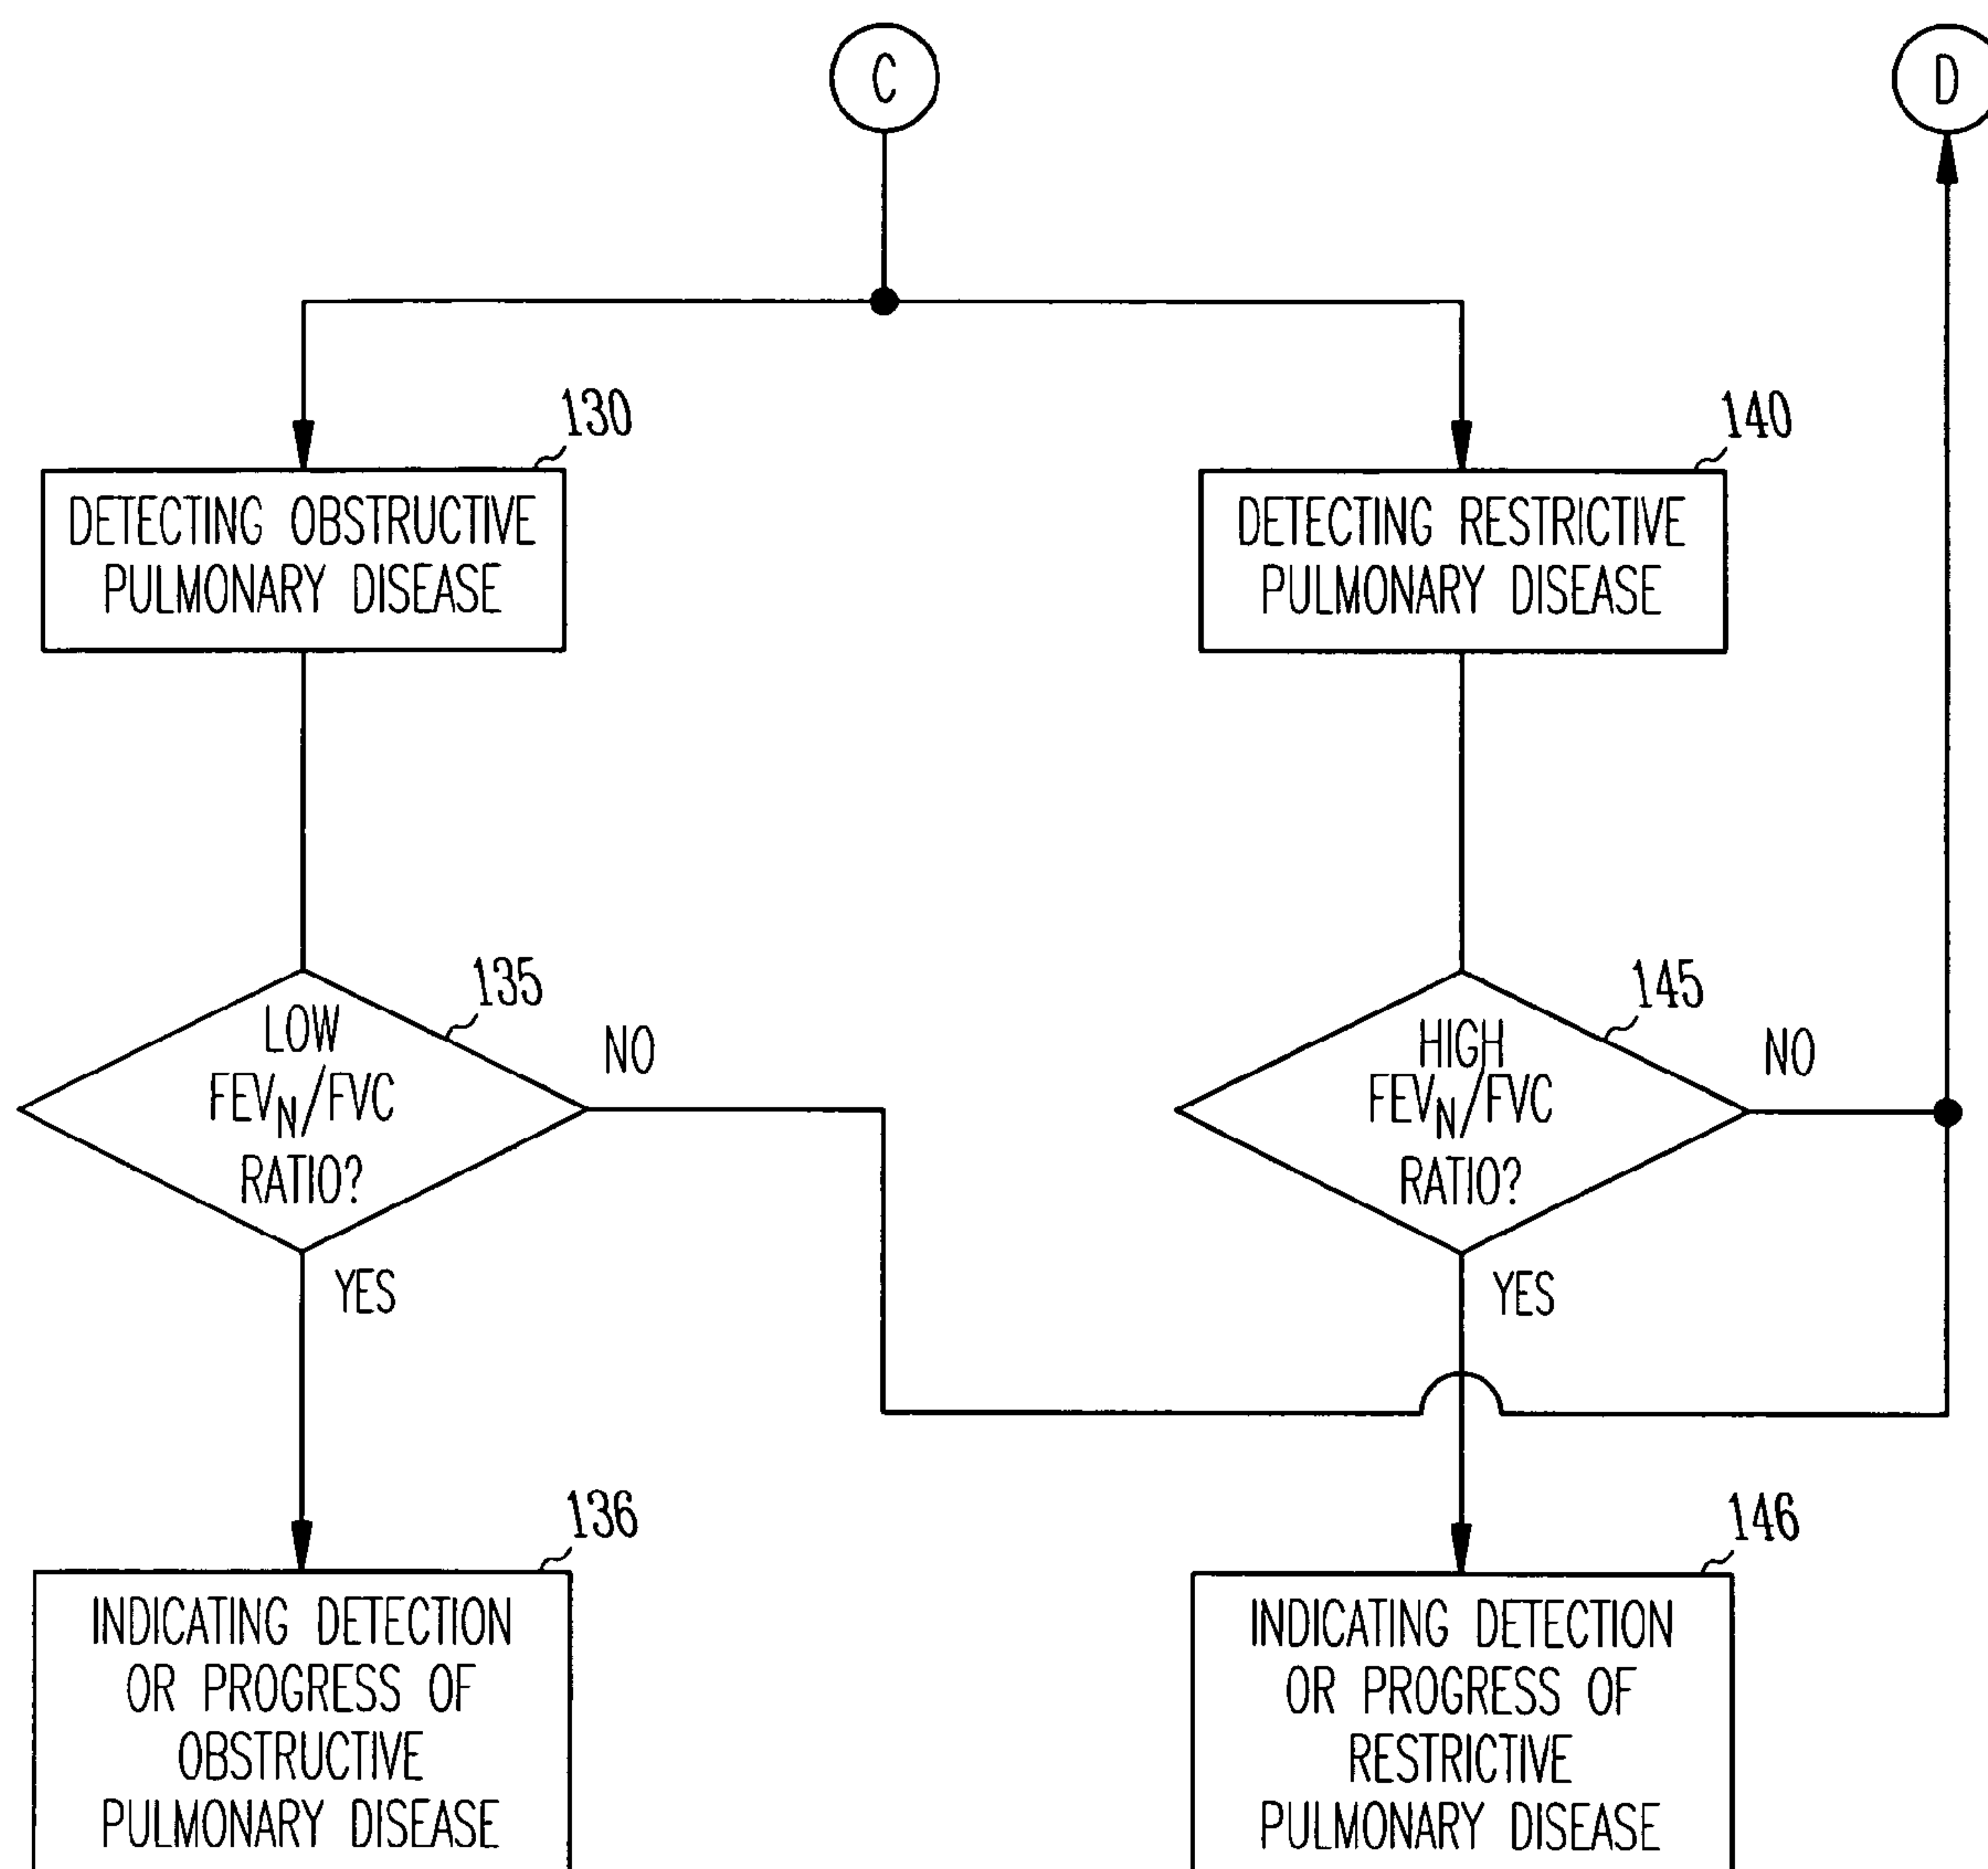 C
D
130
DETECTING OBSTRUCTIVE
PULMONARY DISEASE
140
DETECTING RESTRICTIVE
PULMONARY DISEASE
135
LOW
FEV_N/FVC
RATIO?
NO
YES
145
HIGH
FEV_N/FVC
RATIO?
NO
YES
136
INDICATING DETECTION
OR PROGRESS OF
OBSTRUCTIVE
PULMONARY DISEASE
146
INDICATING DETECTION
OR PROGRESS OF
RESTRICTIVE
PULMONARY DISEASE